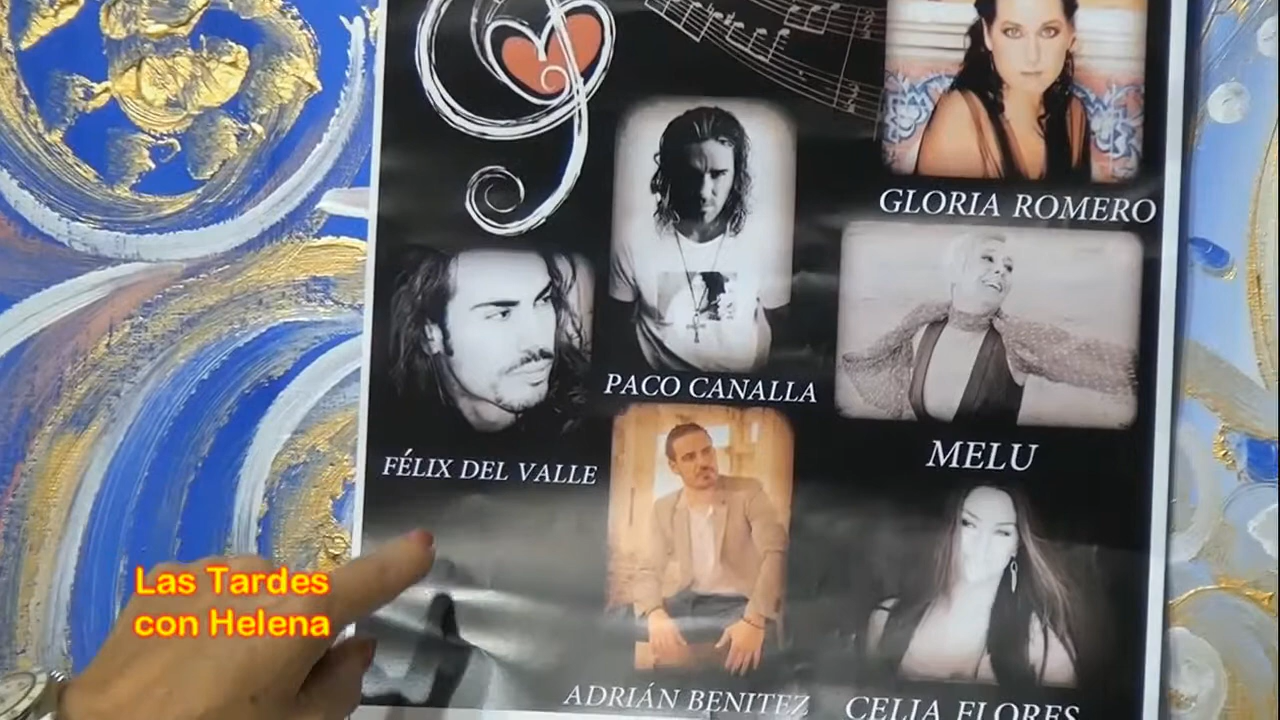 GLORIA ROMERO
PACO CANALLA
MELU
FÉLIX DEL VALLE
ADRIÁN BENITEZ
CELIA FLORES
Las Tardes
con Helena